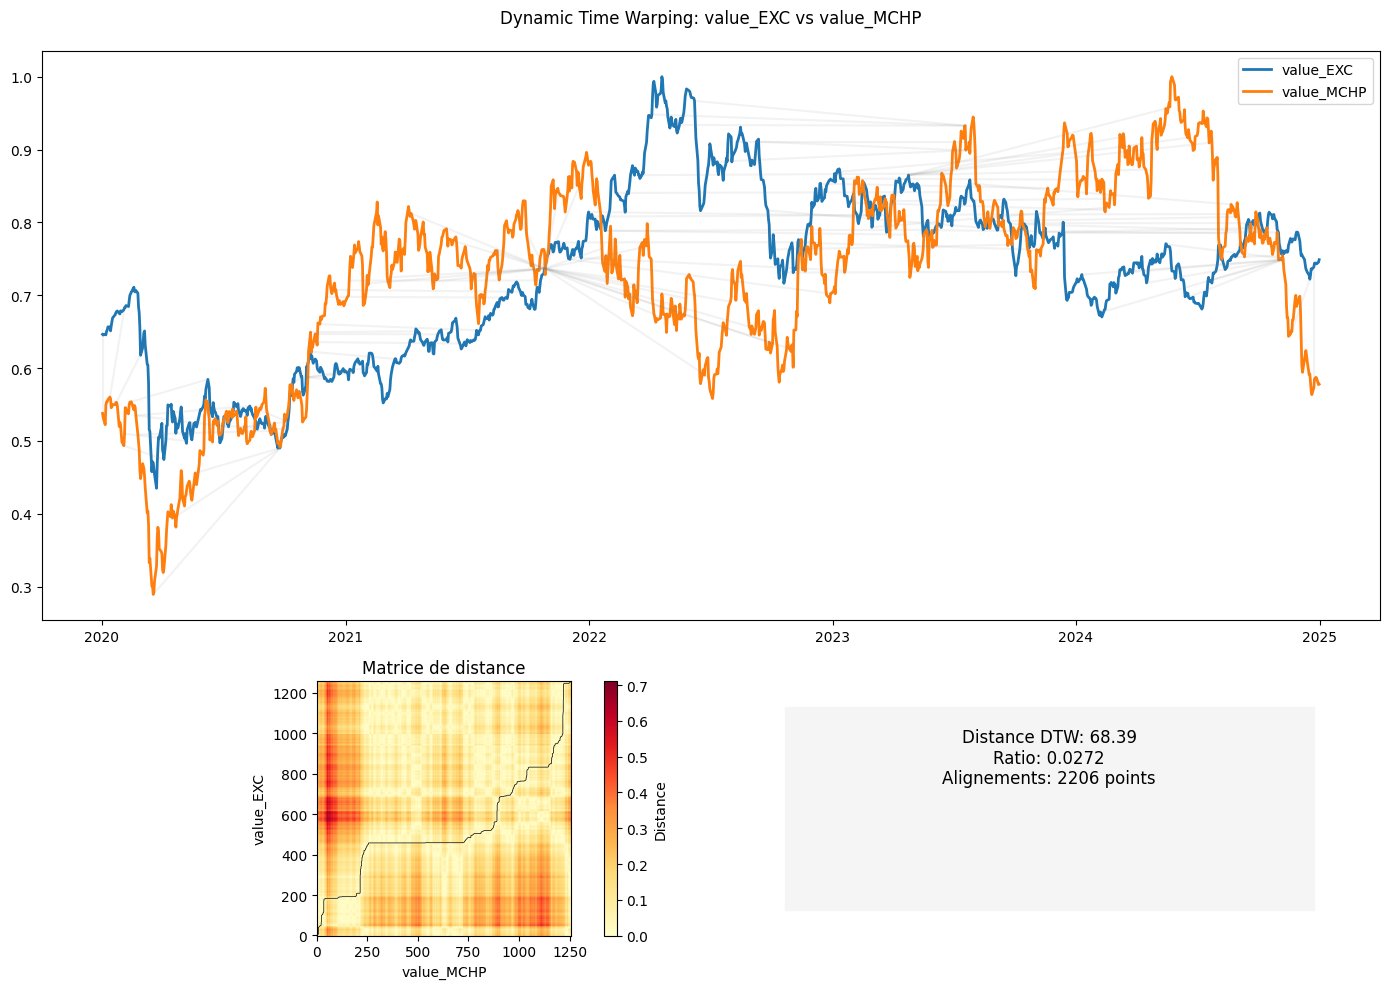 Dynamic Time Warping: value_EXC vs value_MCHP
value_EXC
value_MCHP
1.0
0.9
0.8
0.7
0.6
0.5
0.4
0.3
2020 2021 2022 2023 2024 2025
Matrice de distance
1200
1000
800
600
400
200
0
value_EXC
0 250 500 750 1000 1250
value_MCHP
0.7
0.6
0.5
0.4
0.3
0.2
0.1
0.0
Distance
Distance DTW: 68.39
Ratio: 0.0272
Alignements: 2206 points